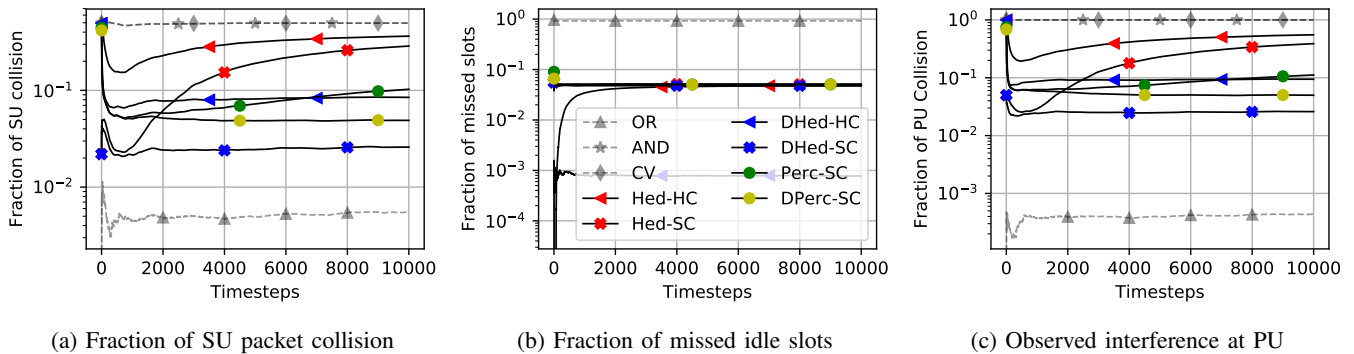 Fraction of SU collision
10⁻¹
10⁻²
0
2000
4000
6000
8000
10000
Timesteps
(a) Fraction of SU packet collision
Fraction of missed slots
10⁰
10⁻¹
10⁻²
10⁻³
10⁻⁴
OR
AND
CV
Hed-HC
Hed-SC
DHed-HC
DHed-SC
Perc-SC
DPerc-SC
0
2000
4000
6000
8000
10000
Timesteps
(b) Fraction of missed idle slots
Fraction of PU Collision
10⁰
10⁻¹
10⁻²
10⁻³
0
2000
4000
6000
8000
10000
Timesteps
(c) Observed interference at PU